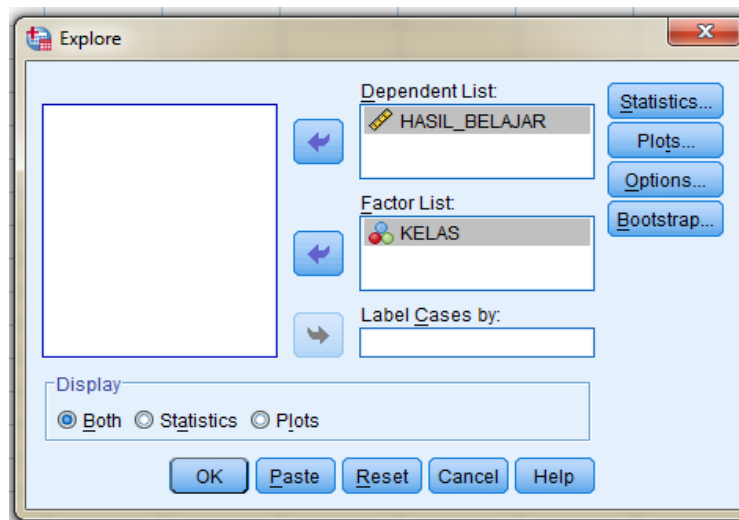 Explore
Dependent List:
HASIL_BELAJAR
Statistics...
Plots...
Options...
Bootstrap...
Factor List:
KELAS
Label Cases by:
Display
Both Statistics Plots
OK Paste Reset Cancel Help